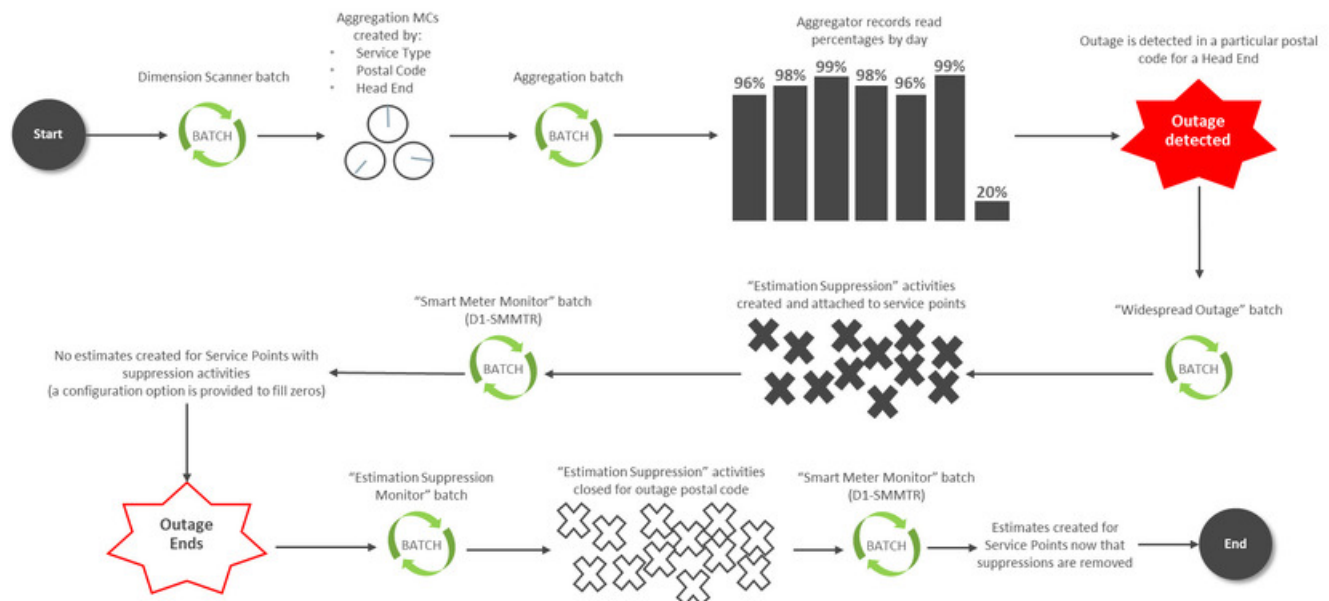 Aggregation MCs
created by:
• Service Type
• Postal Code
• Head End
Dimension Scanner batch
Aggregation batch
Aggregator records read
percentages by day
Outage is detected in a particular postal
code for a Head End
Start
BATCH
BATCH
96%
98%
99%
98%
96%
99%
20%
Outage
detected
"Widespread Outage" batch
BATCH
"Estimation Suppression" activities
created and attached to service points
"Smart Meter Monitor" batch
(D1-SMMTR)
BATCH
No estimates created for Service Points with
suppression activities
(a configuration option is provided to fill zeros)
Outage
Ends
"Estimation Suppression
Monitor" batch
BATCH
"Estimation Suppression" activities
closed for outage postal code
"Smart Meter Monitor" batch
(D1-SMMTR)
BATCH
Estimates created for
Service Points now that
suppressions are removed
End